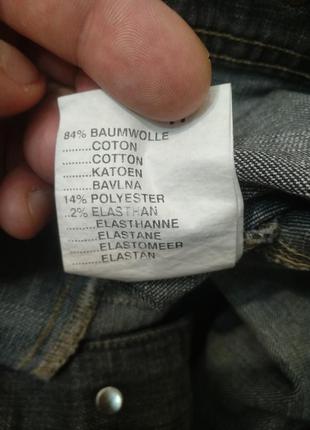 84% BAUMWOLLE
.........COTON
.........COTTON
.........KATOEN
.........BAVLNA
14% POLYESTER
..2% ELASTHAN
.........ELASTHANNE
.........ELASTANE
.........ELASTOMEER
.........ELASTAN